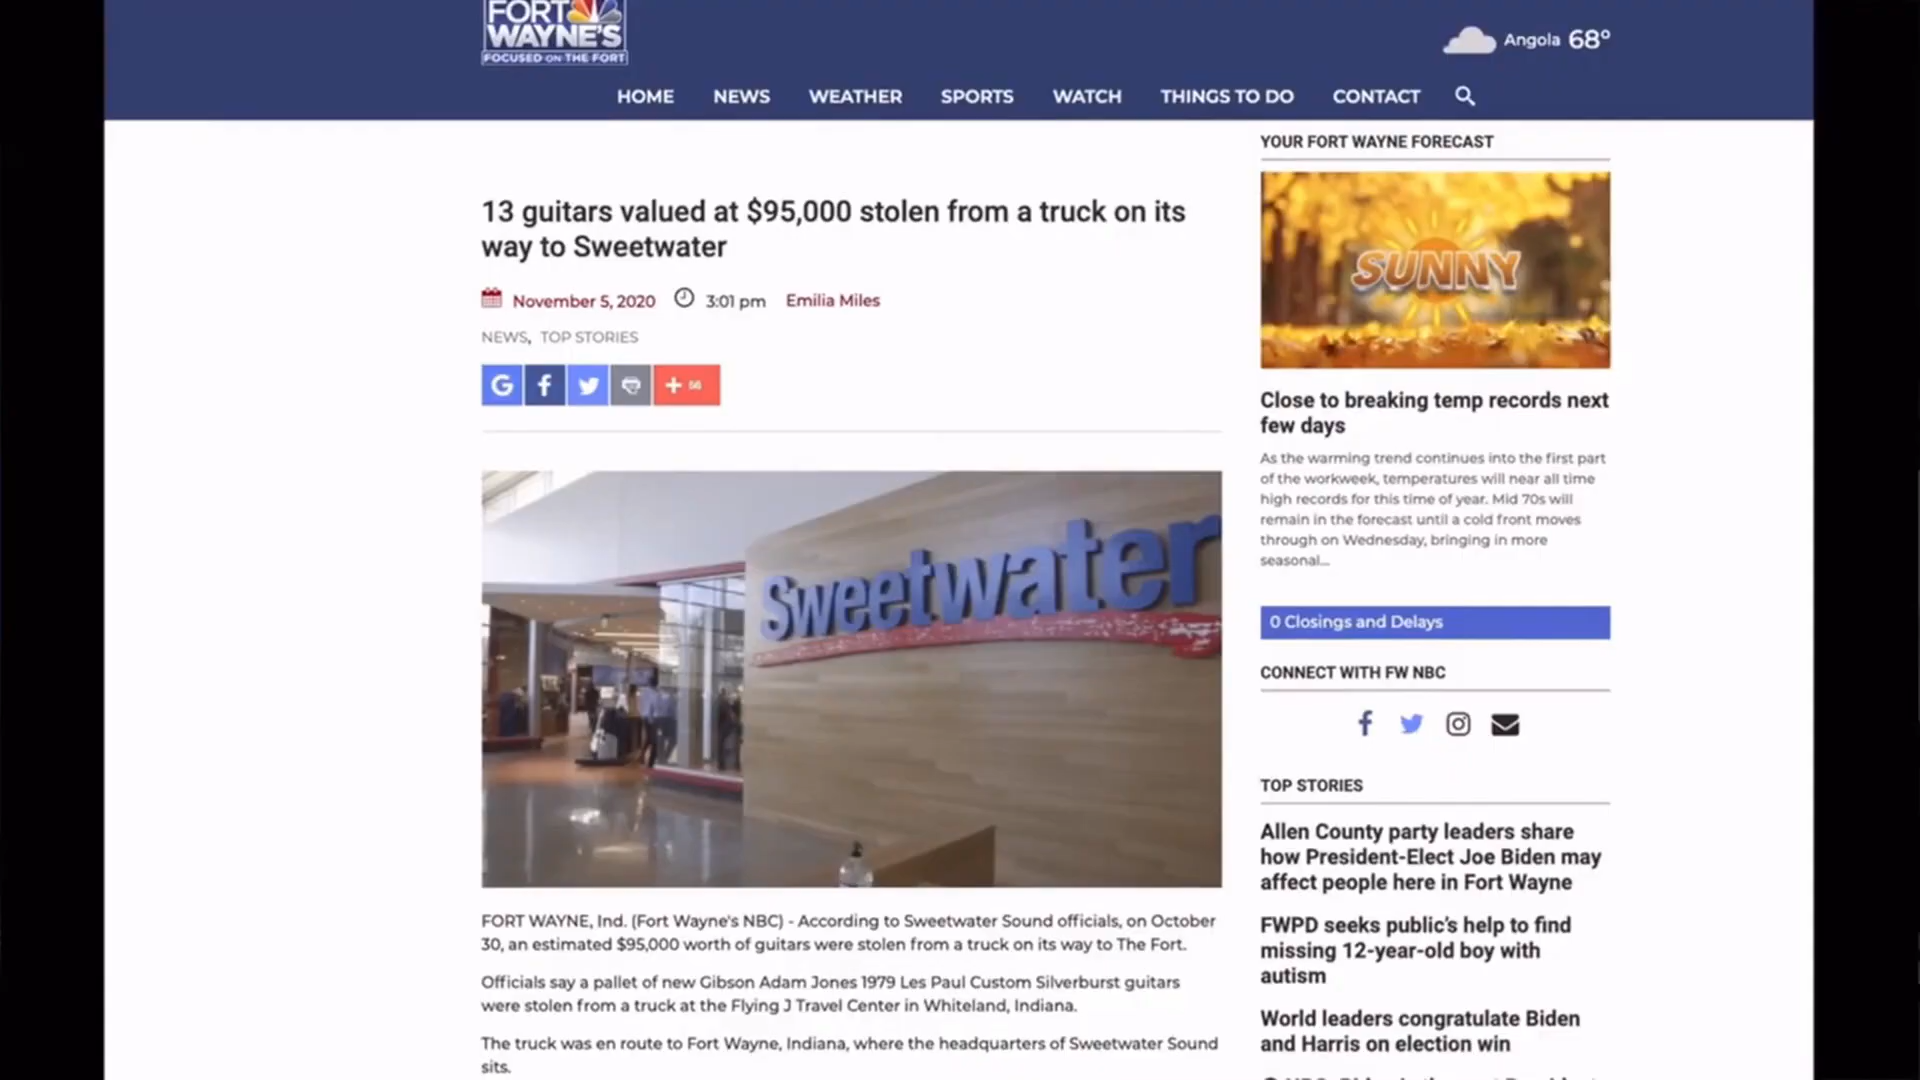 FORT
WAYNE'S
FOCUSED ON THE FORT
Angola 68°
HOME NEWS WEATHER SPORTS WATCH THINGS TO DO CONTACT
13 guitars valued at $95,000 stolen from a truck on its
way to Sweetwater
November 5, 2020 3:01 pm Emilia Miles
NEWS, TOP STORIES
G f + 56
Sweetwater
FORT WAYNE, Ind. (Fort Wayne's NBC) - According to Sweetwater Sound officials, on October
30, an estimated $95,000 worth of guitars were stolen from a truck on its way to The Fort.
Officials say a pallet of new Gibson Adam Jones 1979 Les Paul Custom Silverburst guitars
were stolen from a truck at the Flying J Travel Center in Whiteland, Indiana.
The truck was en route to Fort Wayne, Indiana, where the headquarters of Sweetwater Sound
sits.
YOUR FORT WAYNE FORECAST
SUNNY
Close to breaking temp records next
few days
As the warming trend continues into the first part
of the workweek, temperatures will near all time
high records for this time of year. Mid 70s will
remain in the forecast until a cold front moves
through on Wednesday, bringing in more
seasonal...
0 Closings and Delays
CONNECT WITH FW NBC
TOP STORIES
Allen County party leaders share
how President-Elect Joe Biden may
affect people here in Fort Wayne
FWPD seeks public's help to find
missing 12-year-old boy with
autism
World leaders congratulate Biden
and Harris on election win